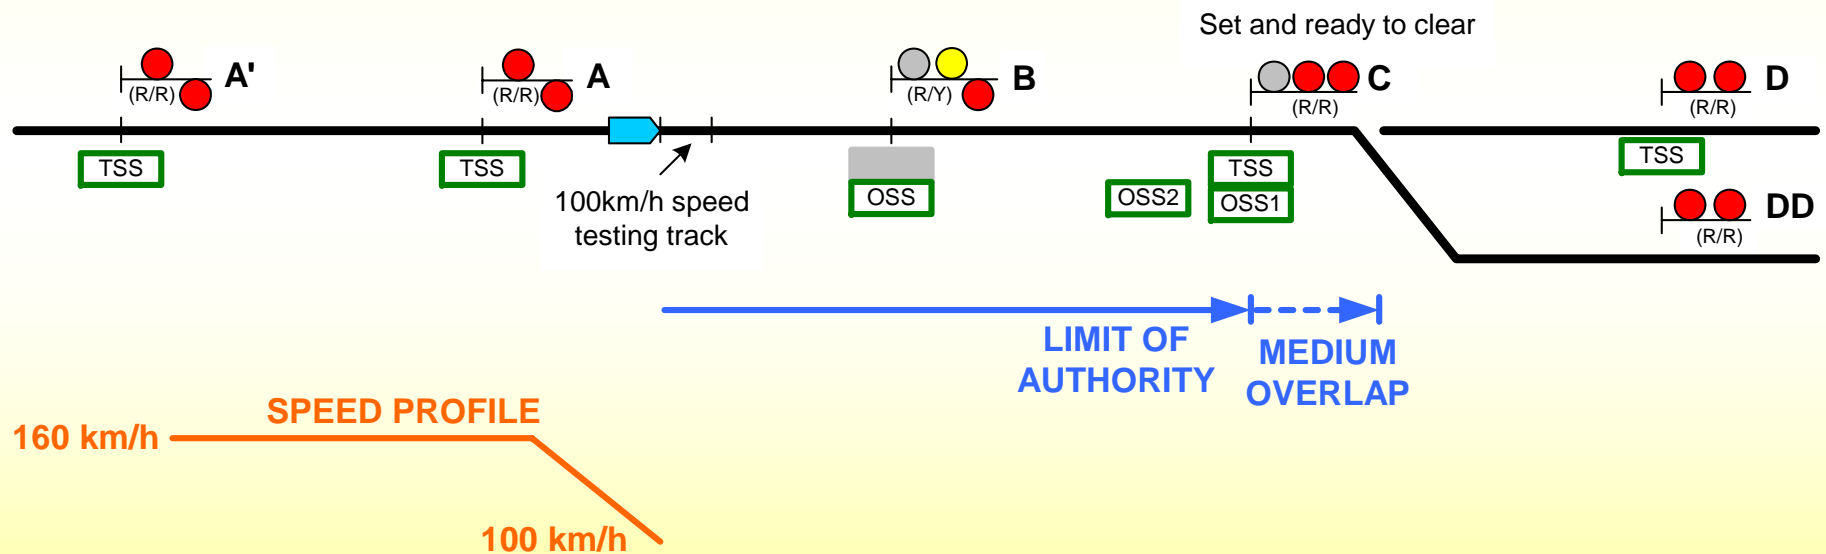 Set and ready to clear
A'
(R/R)
A
(R/R)
B
(R/Y)
C
(R/R)
D
(R/R)
TSS
TSS
100km/h speed
testing track
OSS
OSS2
TSS
OSS1
TSS
DD
(R/R)
LIMIT OF
AUTHORITY
MEDIUM
OVERLAP
SPEED PROFILE
160 km/h
100 km/h